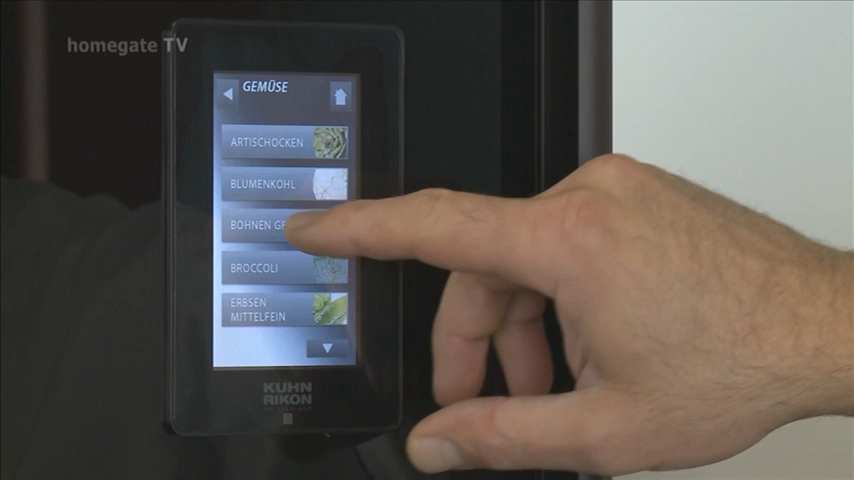 homegate TV
GEMÜSE
ARTISCHOCKEN
BLUMENKOHL
BOHNEN GE
BROCCOLI
ERBSEN
MITTELFEIN
KUHN
RIKON